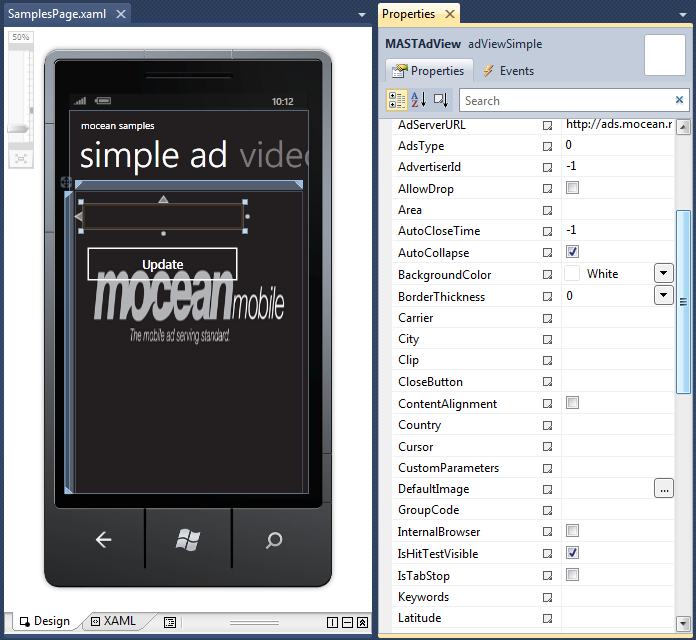 SamplesPage.xaml
50%
10:12
mocean samples
simple ad video
Update
mocean mobile
The mobile ad serving standard.
Design
XAML
Properties
MASTAdView adViewSimple
Properties Events
Search
AdServerURL http://ads.mocean.r
AdsType 0
AdvertiserId -1
AllowDrop
Area
AutoCloseTime -1
AutoCollapse
BackgroundColor White
BorderThickness 0
Carrier
City
Clip
CloseButton
ContentAlignment
Country
Cursor
CustomParameters
DefaultImage ...
GroupCode
InternalBrowser
IsHitTestVisible
IsTabStop
Keywords
Latitude